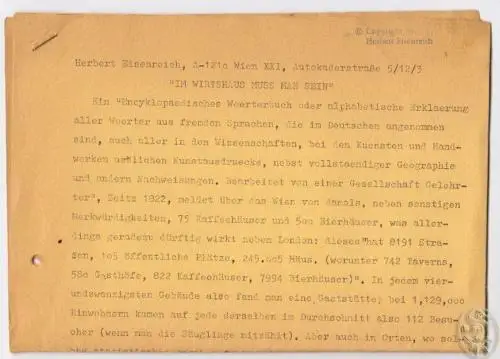 © Copyright
Herbert Eisenreich
Herbert Eisenreich, A-1210 Wien XXI, Autokaderstraße 5/12/3
"IM WIRTSHAUS MUSS MAN SEIN"
Ein "Encyklopaedisches Woerterbuch oder alphabetische Erklaerung
aller Woerter aus fremden Sprachen, die im Deutschen angenommen
sind, auch aller in den Wissenschaften, bei den Kuensten und Hand-
werkenueblichen Kunstausdruecke, nebst vollstaendiger Geographie
und andern Nachweisungen. Bearbeitet von einer Gesellschaft Gelehr-
ter", Zeitz 1822, meldet über das Wien von damals, neben sonstigen
Merkwürdigkeiten, 75 Kaffeehäuser und 500 Bierhäuser, was aller-
dings geradezu dürftig wirkt neben London: dieses "hat 8191 Stra-
ßen, 105 öffentliche Plätze, 245.005 Häus. (worunter 742 Taverns,
580 Gasthöfe, 822 Kaffeehäuser, 7994 Bierhäuser)". In jedem vier-
undzwanzigsten Gebäude also fand man eine Gaststätte; bei 1,129,000
Einwohnern kamen auf jede derselben im Durchschnitt also 112 Besu-
cher (wenn man die Säuglinge mitzählt). Aber auch in Orten, wo sol-